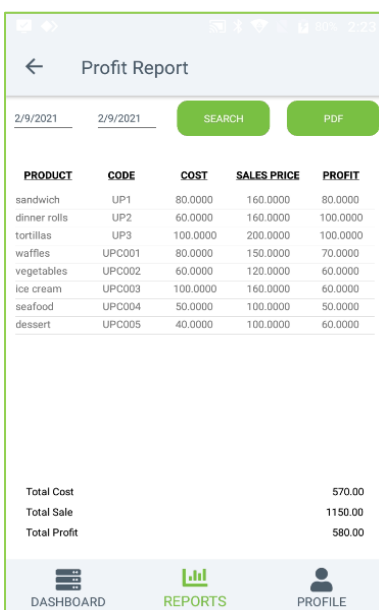 80% 2:23
Profit Report
2/9/2021 2/9/2021 SEARCH PDF
PRODUCT CODE COST SALES PRICE PROFIT
sandwich UP1 80.0000 160.0000 80.0000
dinner rolls UP2 60.0000 160.0000 100.0000
tortillas UP3 100.0000 200.0000 100.0000
waffles UPC001 80.0000 150.0000 70.0000
vegetables UPC002 60.0000 120.0000 60.0000
ice cream UPC003 100.0000 160.0000 60.0000
seafood UPC004 50.0000 100.0000 50.0000
dessert UPC005 40.0000 100.0000 60.0000
Total Cost 570.00
Total Sale 1150.00
Total Profit 580.00
DASHBOARD REPORTS PROFILE